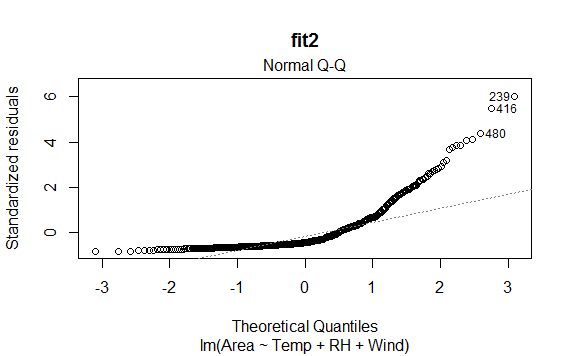 fit2
Normal Q-Q
Standardized residuals
6
4
2
0
239
416
480
-3 -2 -1 0 1 2 3
Theoretical Quantiles
lm(Area ~ Temp + RH + Wind)